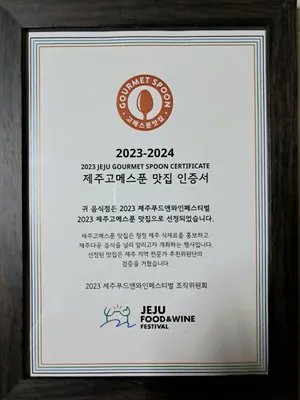 GOURMET SPOON
고메스푼맛집
2023-2024
2023 JEJU GOURMET SPOON CERTIFICATE
제주고메스푼 맛집 인증서
귀 음식점은 2023 제주푸드앤와인페스티벌
2023 제주고메스푼 맛집으로 선정되었습니다.
제주고메스푼 맛집은 청정 제주 식재료를 홍보하고
제주다운 음식을 널리 알리고자 개최하는 행사입니다.
선정된 맛집은 제주 지역 전문가 추천위원단의
검증을 거쳤습니다.
2023 제주푸드앤와인페스티벌 조직위원회
JEJU
FOOD&WINE
FESTIVAL